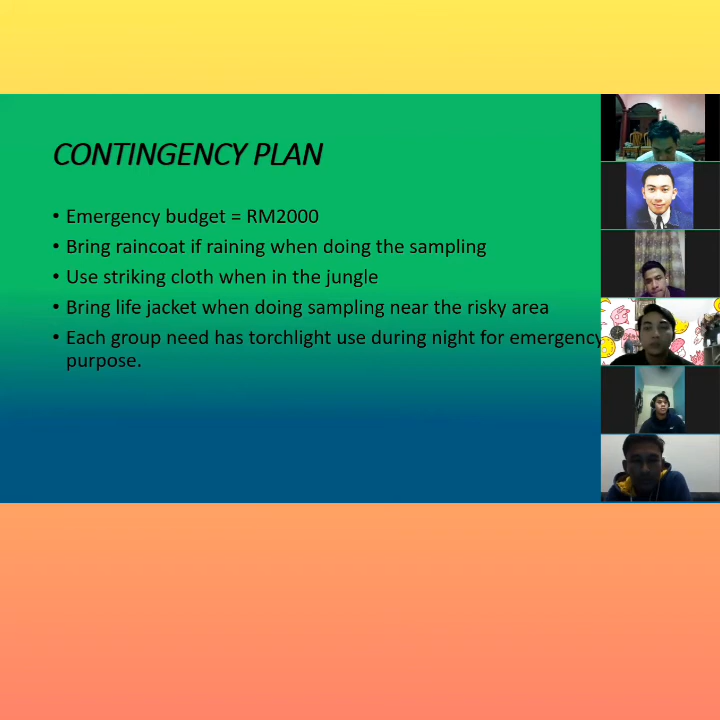 CONTINGENCY PLAN
• Emergency budget = RM2000
• Bring raincoat if raining when doing the sampling
• Use striking cloth when in the jungle
• Bring life jacket when doing sampling near the risky area
• Each group need has torchlight use during night for emergency
purpose.